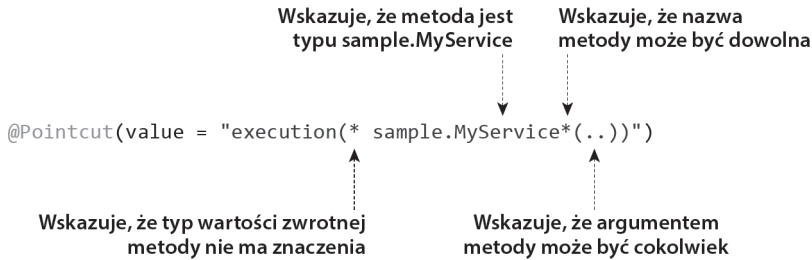 Wskazuje, że metoda jest
typu sample.MyService
Wskazuje, że nazwa
metody może być dowolna
@Pointcut(value = "execution(* sample.MyService*(..))")
Wskazuje, że typ wartości zwrotnej
metody nie ma znaczenia
Wskazuje, że argumentem
metody może być cokolwiek